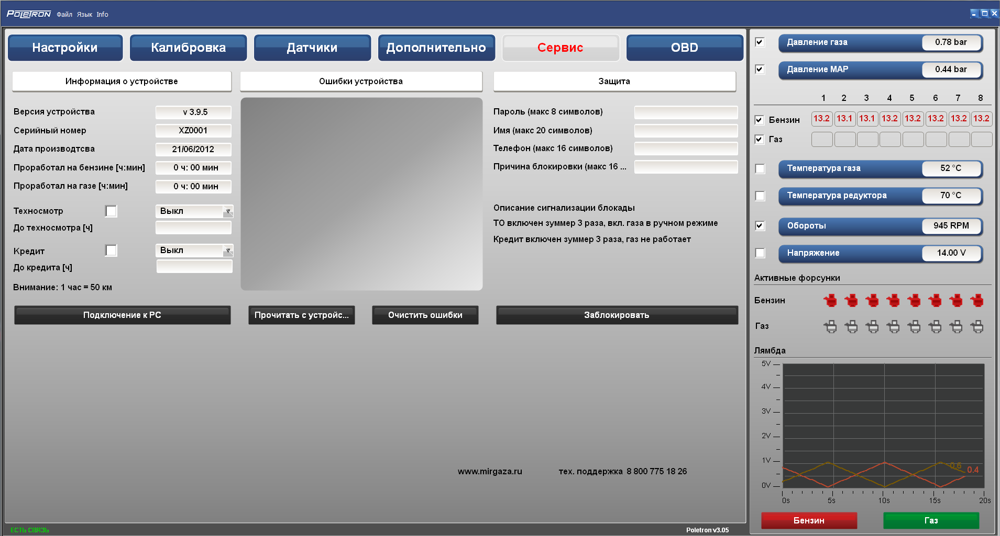 POLETRON Файл Язык Info
Настройки Калибровка Датчики Дополнительно Сервис OBD
Информация о устройстве
Версия устройства v 3.9.5
Серийный номер XZ0001
Дата производтсва 21/06/2012
Проработал на бензине [ч:мин] 0 ч: 00 мин
Проработал на газе [ч:мин] 0 ч: 00 мин
Техносмотр Выкл
До техносмотра [ч]
Кредит Выкл
До кредита [ч]
Внимание: 1 час = 50 км
Подключение к PC
Ошибки устройства
Прочитать с устройс... Очистить ошибки
Защита
Пароль (макс 8 символов)
Имя (макс 20 символов)
Телефон (макс 16 символов)
Причина блокировки (макс 16 ...
Описание сигнализации блокады
ТО включен зуммер 3 раза, вкл. газа в ручном режиме
Кредит включен зуммер 3 раза, газ не работает
Заблокировать
www.mirgaza.ru тех. поддержка 8 800 775 18 26
Давление газа 0.78 bar
Давление MAP 0.44 bar
1 2 3 4 5 6 7 8
Бензин 13.2 13.1 13.1 13.2 13.2 13.2 13.2 13.2
Газ
Температура газа 52 °C
Температура редуктора 70 °C
Обороты 945 RPM
Напряжение 14.00 V
Активные форсунки
Бензин
Газ
Лямбда
5V
4V
3V
2V
1V
0.6
0.4
0V
0s 5s 10s 15s 20s
Бензин Газ
ЕСТЬ СВЯЗЬ Poletron v3.05